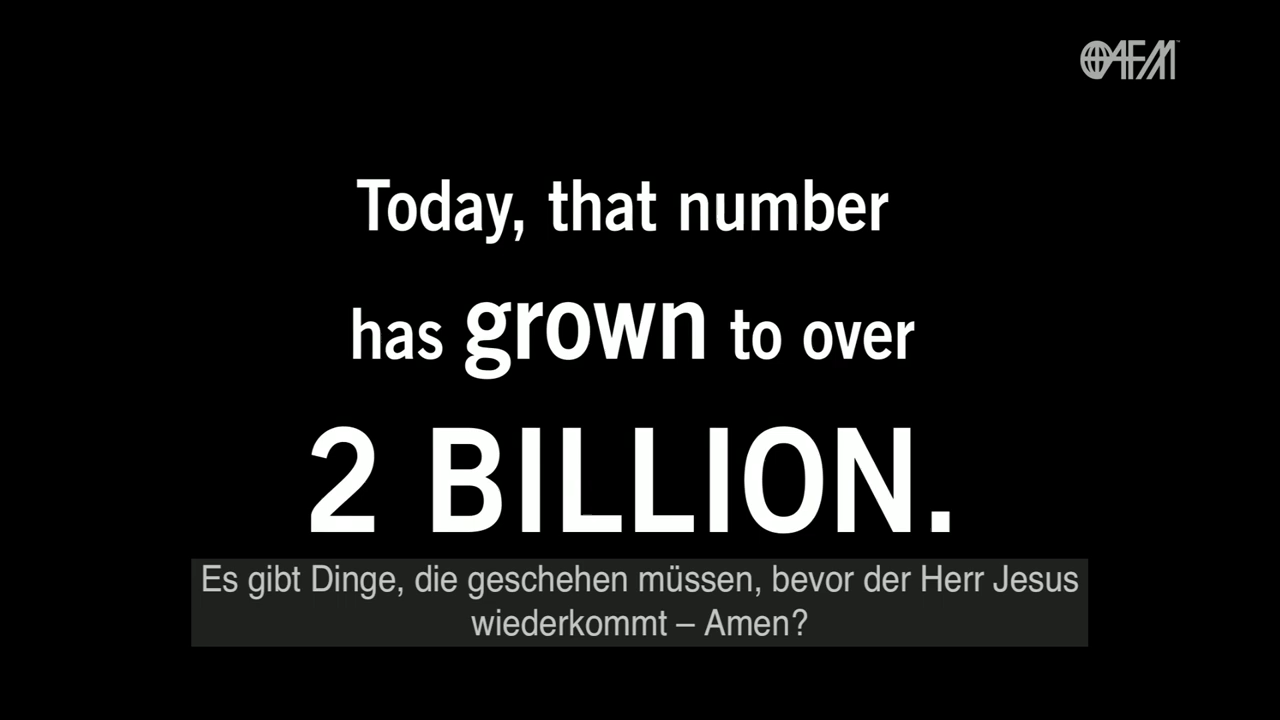 AFM
Today, that number
has grown to over
2 BILLION.
Es gibt Dinge, die geschehen müssen, bevor der Herr Jesus
wiederkommt – Amen?